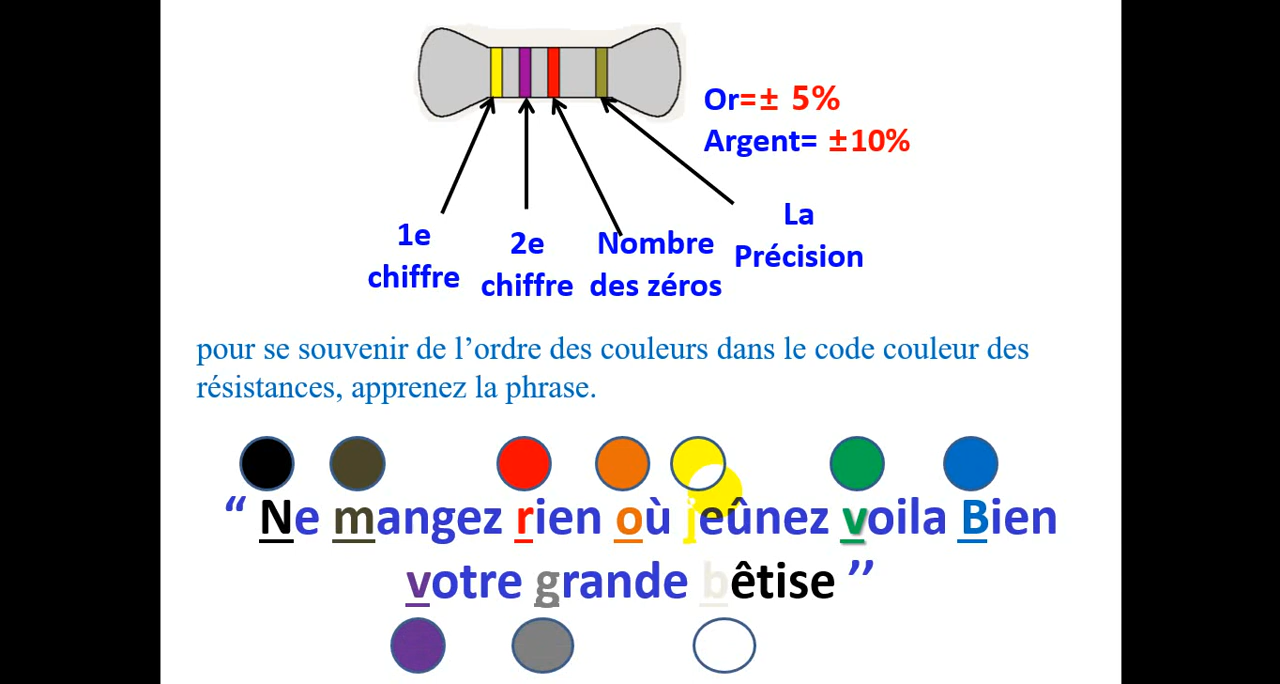 Or=± 5%
Argent= ±10%
1e
chiffre
2e
chiffre
Nombre
des zéros
La
Précision
pour se souvenir de l’ordre des couleurs dans le code couleur des
résistances, apprenez la phrase.
“ Ne mangez rien où jeûnez voila Bien
votre grande bêtise ’’